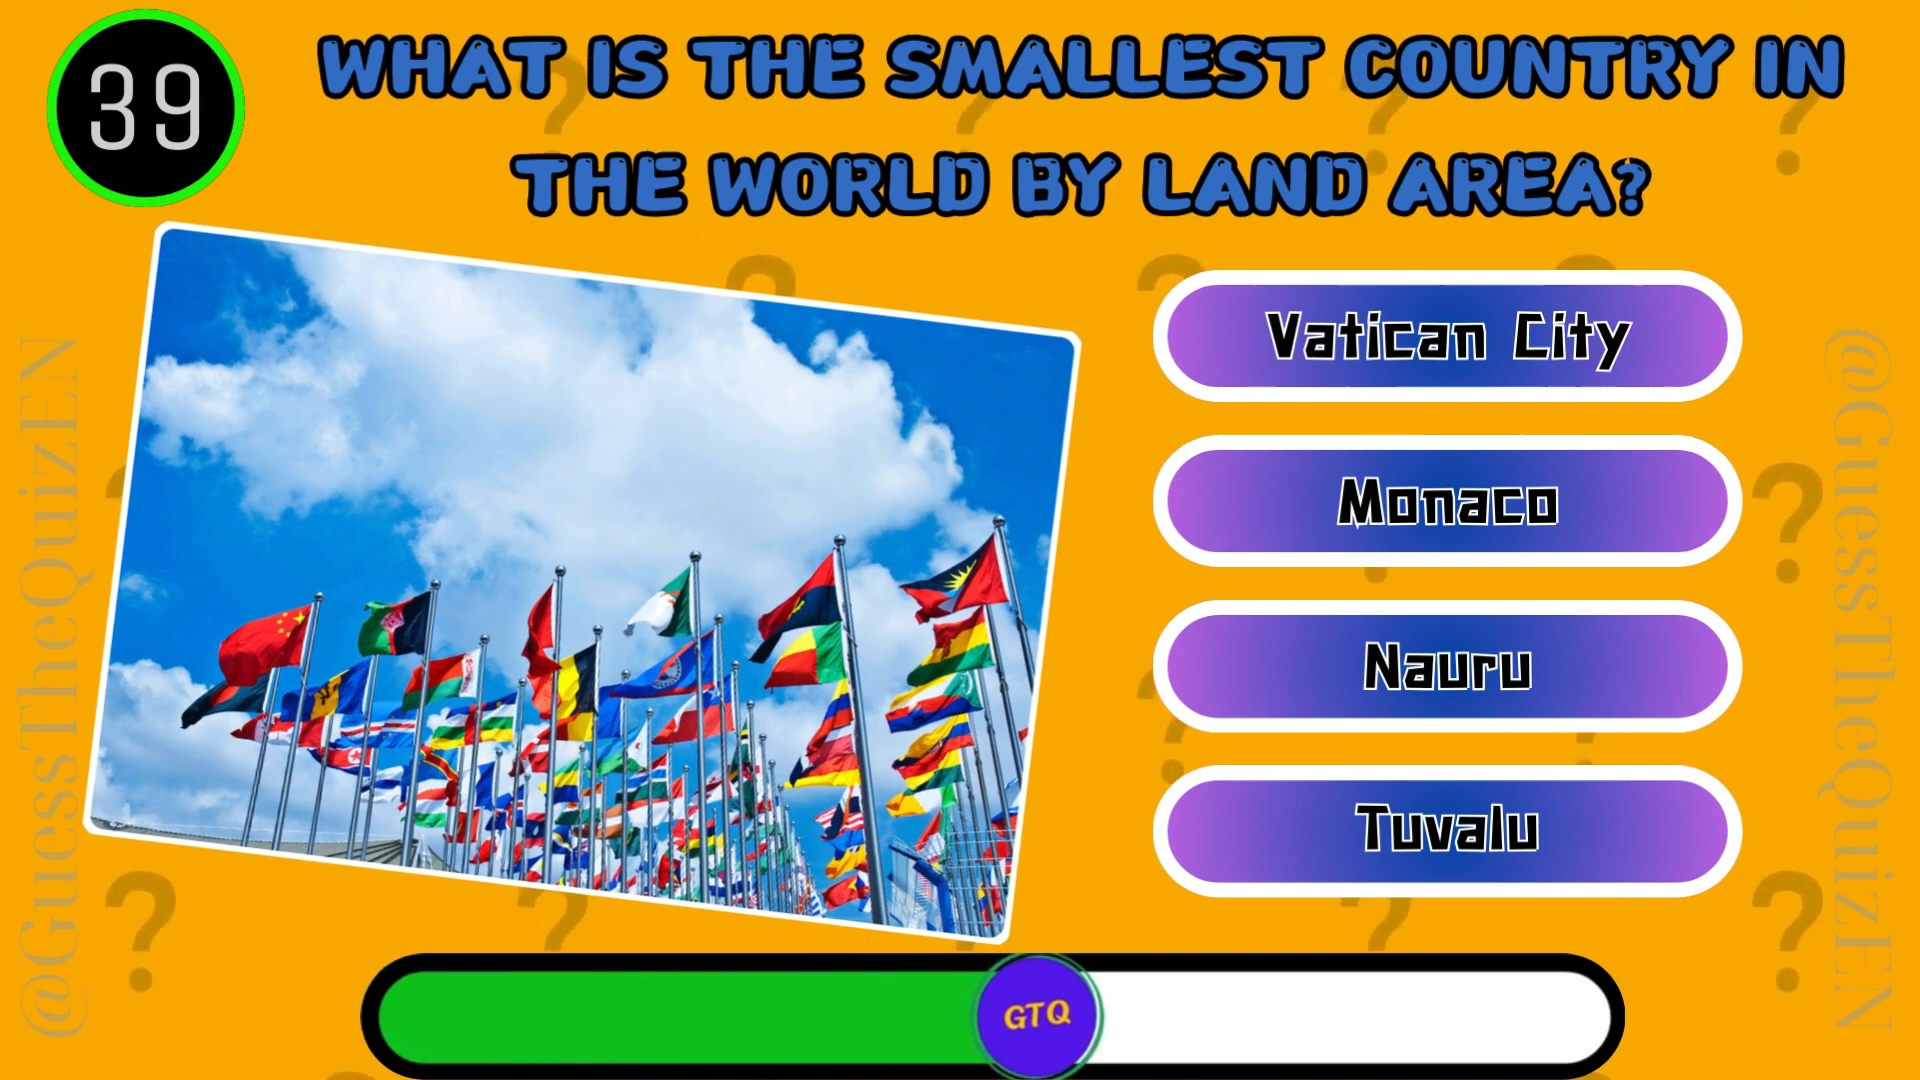 39
WHAT IS THE SMALLEST COUNTRY IN
THE WORLD BY LAND AREA?
Vatican City
Monaco
Nauru
Tuvalu
@GuessTheQuizEN
@GuessTheQuizEN
GTQ